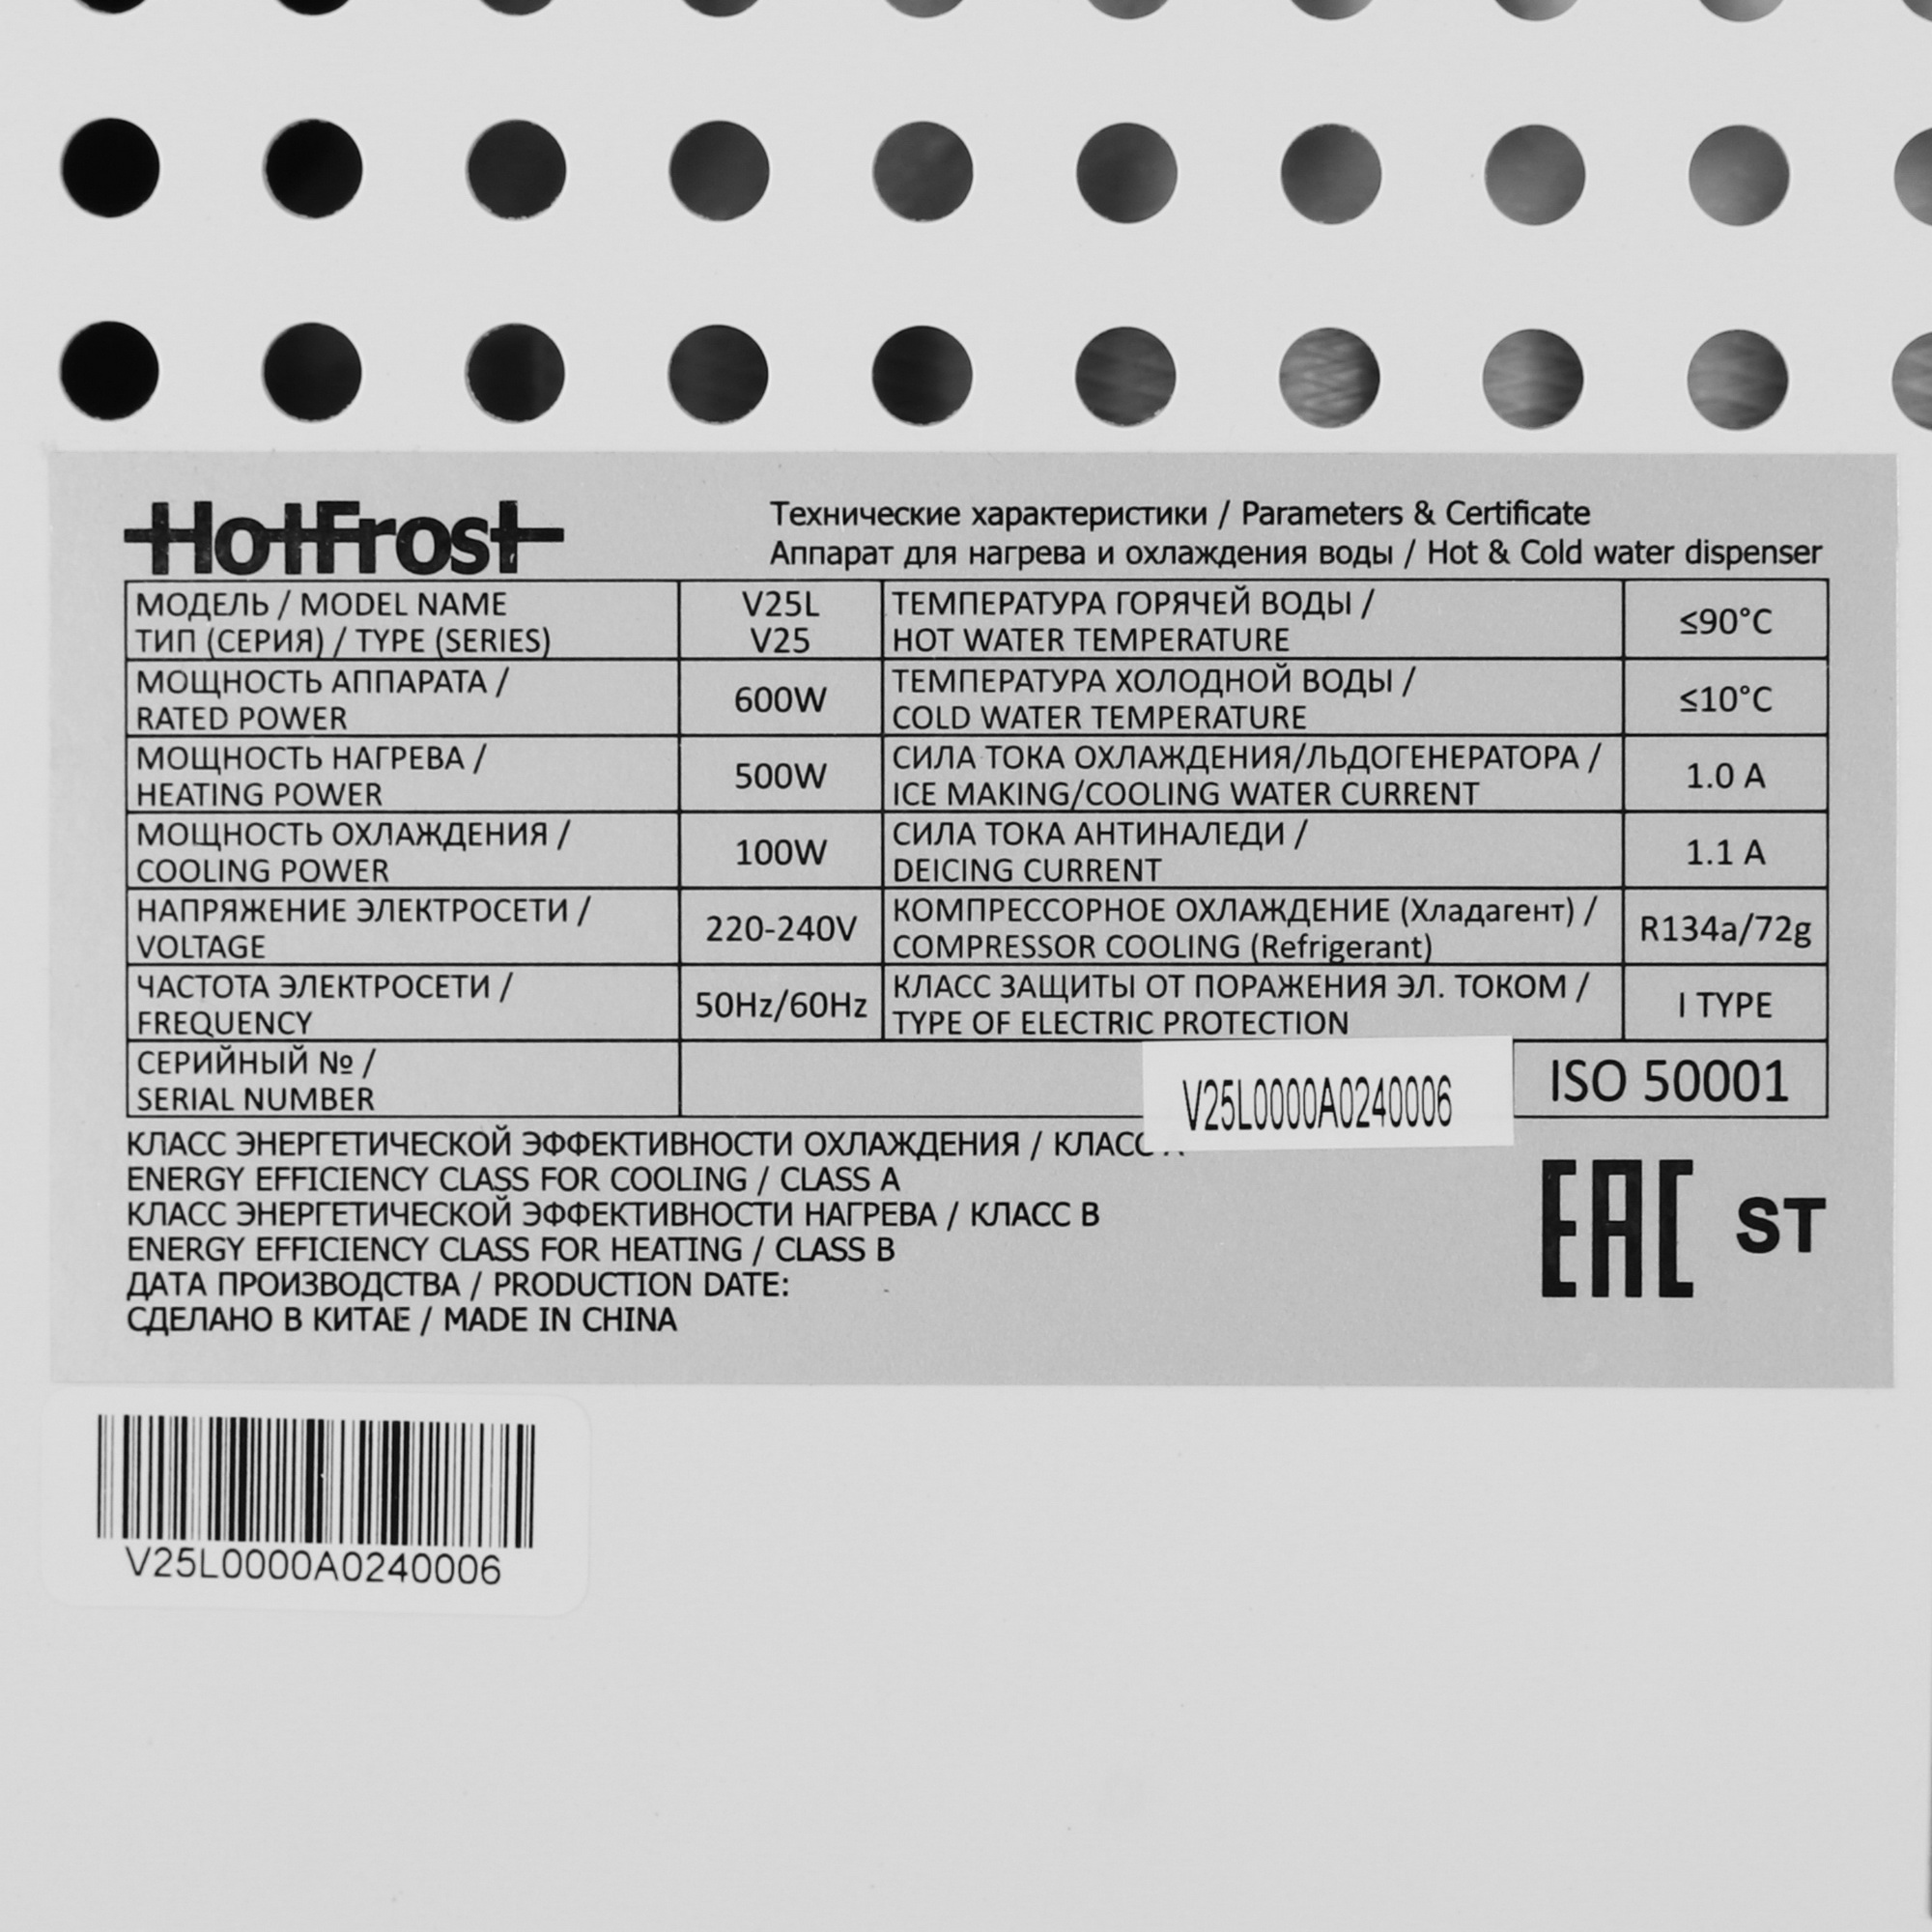 HotFrost
Технические характеристики / Parameters & Certificate
Аппарат для нагрева и охлаждения воды / Hot & Cold water dispenser
МОДЕЛЬ / MODEL NAME V25L
ТИП (СЕРИЯ) / TYPE (SERIES) V25
ТЕМПЕРАТУРА ГОРЯЧЕЙ ВОДЫ /
HOT WATER TEMPERATURE
≤90°C
МОЩНОСТЬ АППАРАТА /
RATED POWER
600W
ТЕМПЕРАТУРА ХОЛОДНОЙ ВОДЫ /
COLD WATER TEMPERATURE
≤10°C
МОЩНОСТЬ НАГРЕВА /
HEATING POWER
500W
СИЛА ТОКА ОХЛАЖДЕНИЯ/ЛЬДОГЕНЕРАТОРА /
ICE MAKING/COOLING WATER CURRENT
1.0 A
МОЩНОСТЬ ОХЛАЖДЕНИЯ /
COOLING POWER
100W
СИЛА ТОКА АНТИНАЛЕДИ /
DEICING CURRENT
1.1 A
НАПРЯЖЕНИЕ ЭЛЕКТРОСЕТИ /
VOLTAGE
220-240V
КОМПРЕССОРНОЕ ОХЛАЖДЕНИЕ (Хладагент) /
COMPRESSOR COOLING (Refrigerant)
R134a/72g
ЧАСТОТА ЭЛЕКТРОСЕТИ /
FREQUENCY
50Hz/60Hz
КЛАСС ЗАЩИТЫ ОТ ПОРАЖЕНИЯ ЭЛ. ТОКОМ /
TYPE OF ELECTRIC PROTECTION
I TYPE
СЕРИЙНЫЙ № /
SERIAL NUMBER
V25L0000A0240006
ISO 50001
КЛАСС ЭНЕРГЕТИЧЕСКОЙ ЭФФЕКТИВНОСТИ ОХЛАЖДЕНИЯ / КЛАСС
ENERGY EFFICIENCY CLASS FOR COOLING / CLASS A
КЛАСС ЭНЕРГЕТИЧЕСКОЙ ЭФФЕКТИВНОСТИ НАГРЕВА / КЛАСС B
ENERGY EFFICIENCY CLASS FOR HEATING / CLASS B
ДАТА ПРОИЗВОДСТВА / PRODUCTION DATE:
СДЕЛАНО В КИТАЕ / MADE IN CHINA
EAC ST
V25L0000A0240006